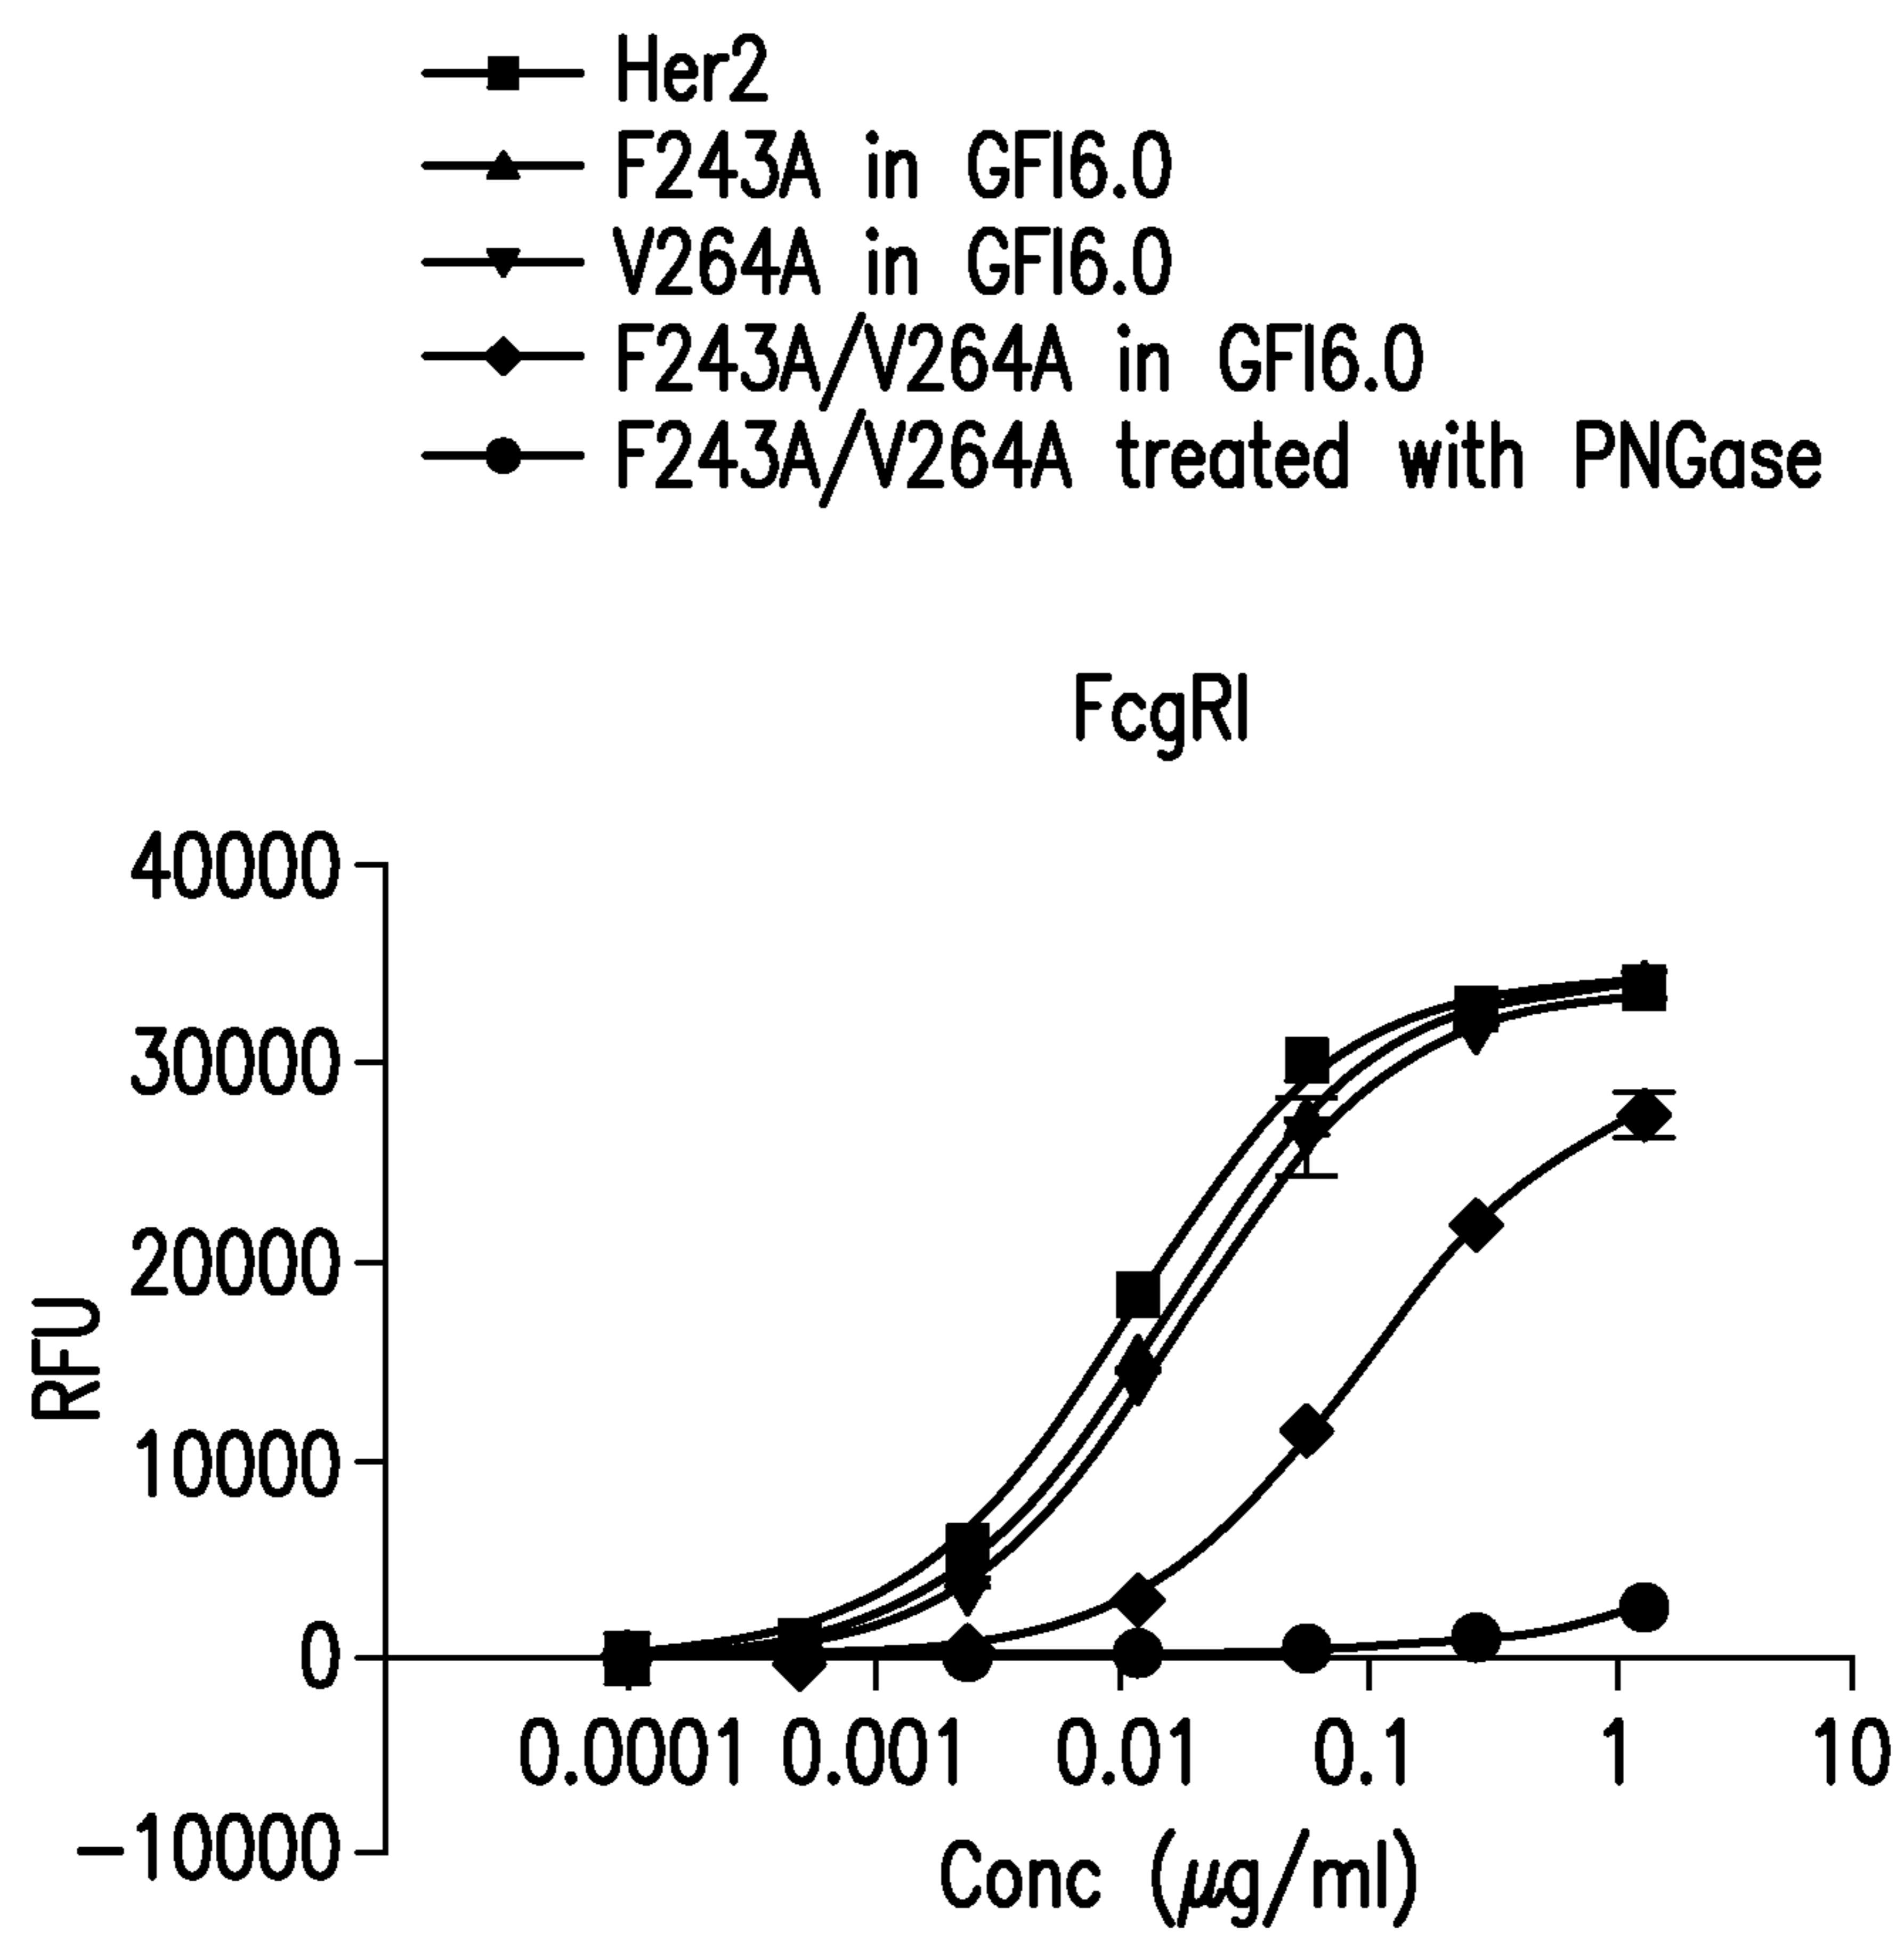 Her2
F243A in GFI6.0
V264A in GFI6.0
F243A/V264A in GFI6.0
F243A/V264A treated with PNGase
FcgRI
40000
30000
20000
10000
0
-10000
RFU
0.0001 0.001 0.01 0.1 1 10
Conc (µg/ml)